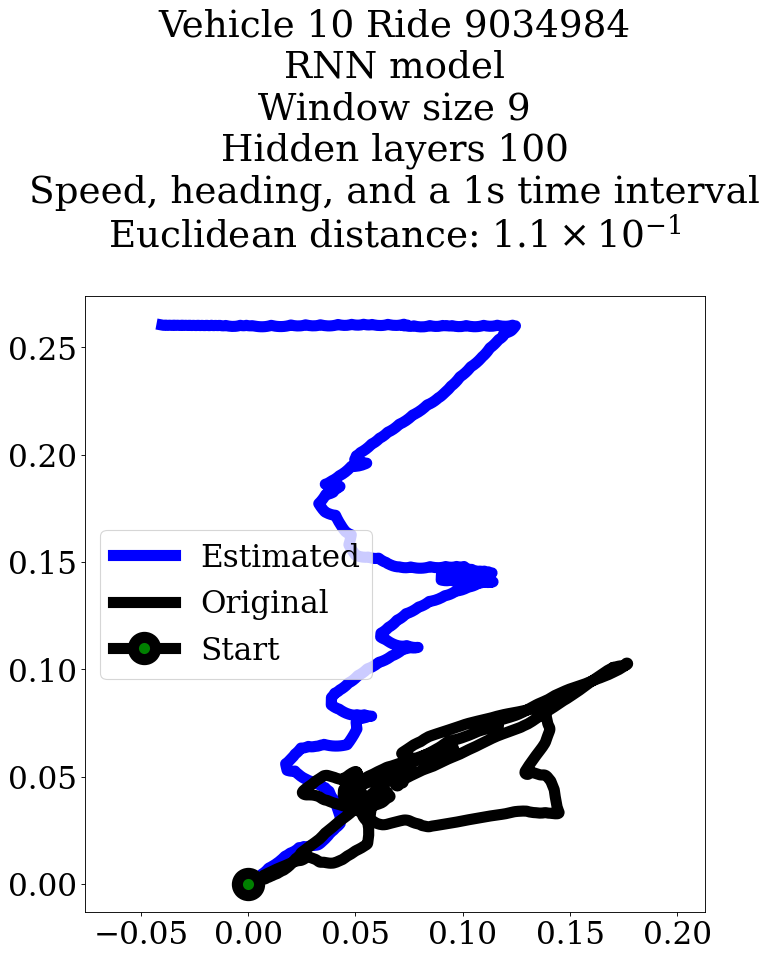 Vehicle 10 Ride 9034984
RNN model
Window size 9
Hidden layers 100
Speed, heading, and a 1s time interval
Euclidean distance: $1.1 \times 10^{-1}$
0.25
0.20
0.15
0.10
0.05
0.00
Estimated
Original
Start
−0.05 0.00 0.05 0.10 0.15 0.20